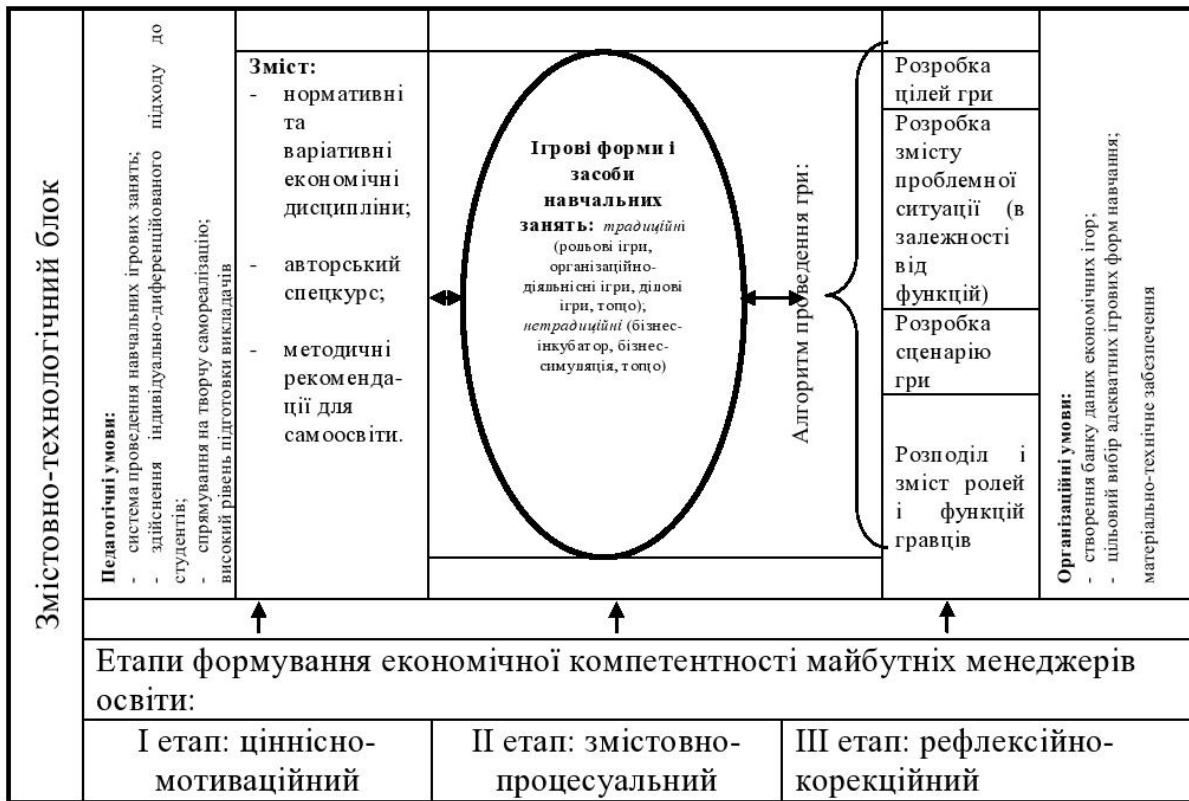 Змістовно-технологічний блок
Педагогічні умови:
- система проведення навчальних ігрових занять;
- здійснення індивідуально-диференційованого підходу до
студентів;
- спрямування на творчу самореалізацію;
високий рівень підготовки викладачів
Зміст:
- нормативні
та
варіативні
економічні
дисципліни;
- авторський
спецкурс;
- методичні
рекоменда-
ції для
самоосвіти.
Ігрові форми і
засоби
навчальних
занять: традиційні
(рольові ігри,
організаційно-
діяльнісні ігри, ділові
ігри, тощо);
нетрадиційні (бізнес-
інкубатор, бізнес-
симуляція, тощо)
Алгоритм проведення гри:
Розробка
цілей гри
Розробка
змісту
проблемної
ситуації (в
залежності
від
функцій)
Розробка
сценарію
гри
Розподіл і
зміст ролей
і функцій
гравців
Організаційні умови:
- створення банку даних економічних ігор;
- цільовий вибір адекватних ігрових форм навчання;
матеріально-технічне забезпечення
Етапи формування економічної компетентності майбутніх менеджерів
освіти:
І етап: ціннісно-
мотиваційний
ІІ етап: змістовно-
процесуальний
ІІІ етап: рефлексійно-
корекційний